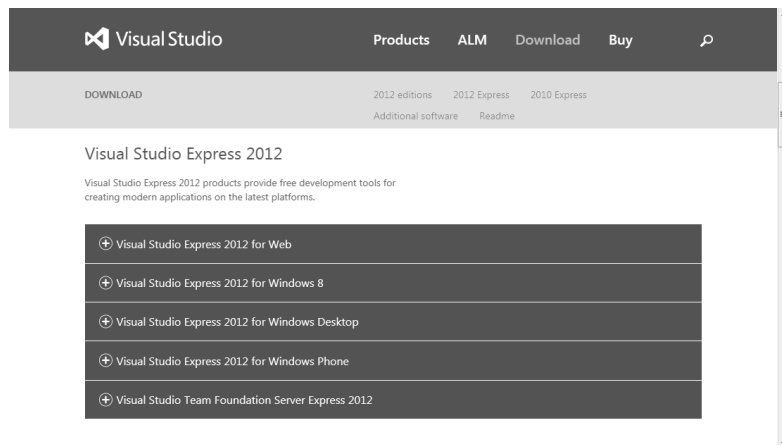 Visual Studio
Products ALM Download Buy
DOWNLOAD
2012 editions 2012 Express 2010 Express
Additional software Readme
Visual Studio Express 2012
Visual Studio Express 2012 products provide free development tools for
creating modern applications on the latest platforms.
Visual Studio Express 2012 for Web
Visual Studio Express 2012 for Windows 8
Visual Studio Express 2012 for Windows Desktop
Visual Studio Express 2012 for Windows Phone
Visual Studio Team Foundation Server Express 2012